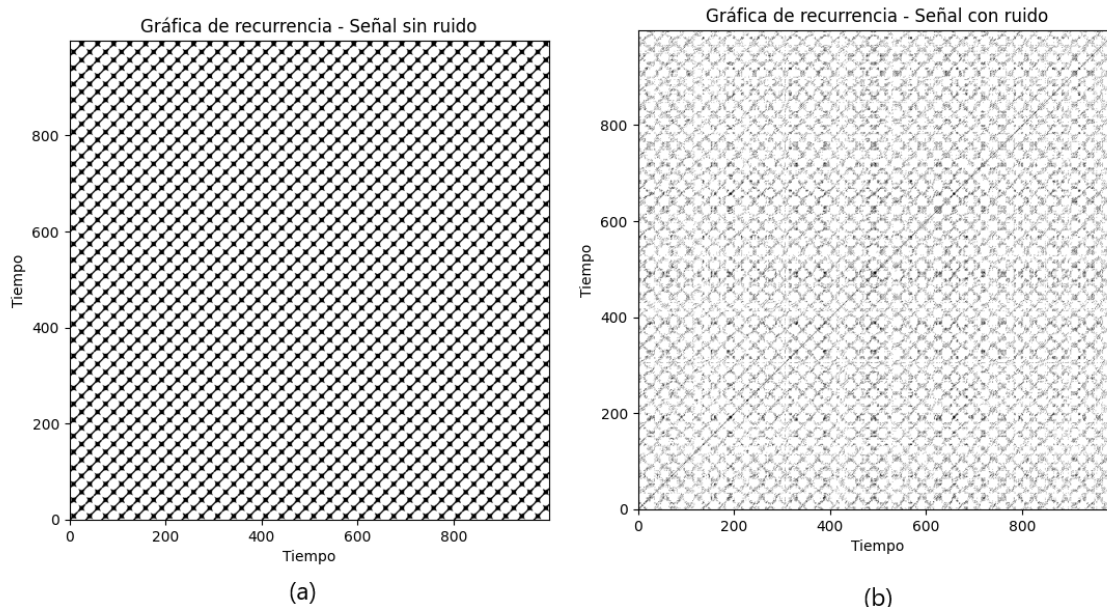 Gráfica de recurrencia - Señal sin ruido
800
600
400
200
0
Tiempo
0 200 400 600 800
Tiempo
(a)
Gráfica de recurrencia - Señal con ruido
800
600
400
200
0
Tiempo
0 200 400 600 800
Tiempo
(b)